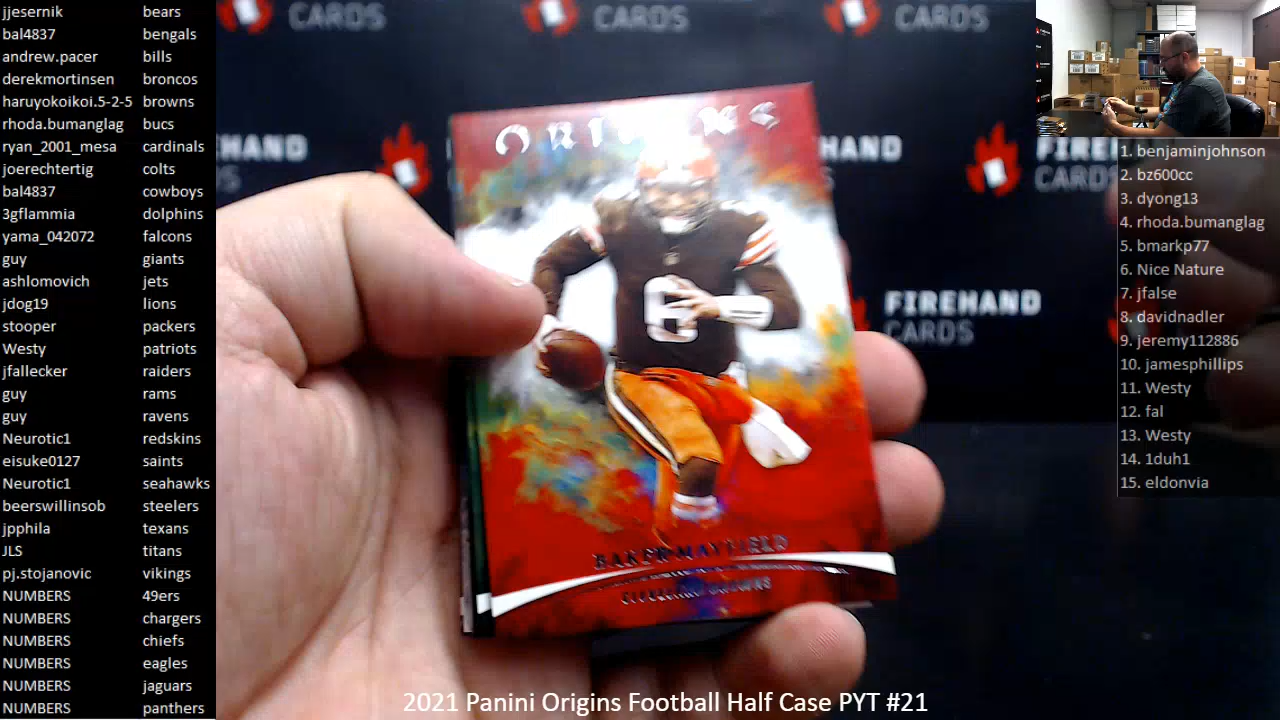 jjesernik bears
bal4837 bengals
andrew.pacer bills
derekmortinsen broncos
haruyokoikoi.5-2-5 browns
rhoda.bumanglag bucs
ryan_2001_mesa cardinals
joerechtertig colts
bal4837 cowboys
3gflammia dolphins
yama_042072 falcons
guy giants
ashlomovich jets
jdog19 lions
stooper packers
Westy patriots
jfallecker raiders
guy rams
guy ravens
Neurotic1 redskins
eisuke0127 saints
Neurotic1 seahawks
beerswillinsob steelers
jpphila texans
JLS titans
pj.stojanovic vikings
NUMBERS 49ers
NUMBERS chargers
NUMBERS chiefs
NUMBERS eagles
NUMBERS jaguars
NUMBERS panthers
CARDS
CARDS
CARDS
ORIGINS
6
BAKER MAYFIELD
CLEVELAND BROWNS
FIREHAND
CARDS
1. benjaminjohnson
2. bz600cc
3. dyong13
4. rhoda.bumanglag
5. bmarkp77
6. Nice Nature
7. jfalse
8. davidnadler
9. jeremy112886
10. jamesphillips
11. Westy
12. fal
13. Westy
14. 1duh1
15. eldonvia
2021 Panini Origins Football Half Case PYT #21